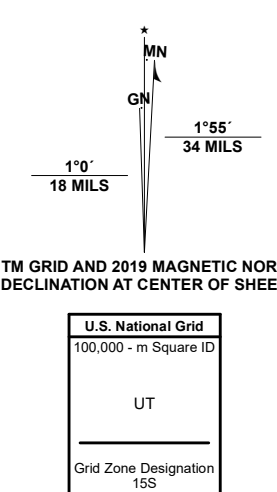 ★
MN
GN
1°55´
34 MILS
1°0´
18 MILS
TM GRID AND 2019 MAGNETIC NOR
DECLINATION AT CENTER OF SHEE
U.S. National Grid
100,000 - m Square ID
UT
Grid Zone Designation
15S